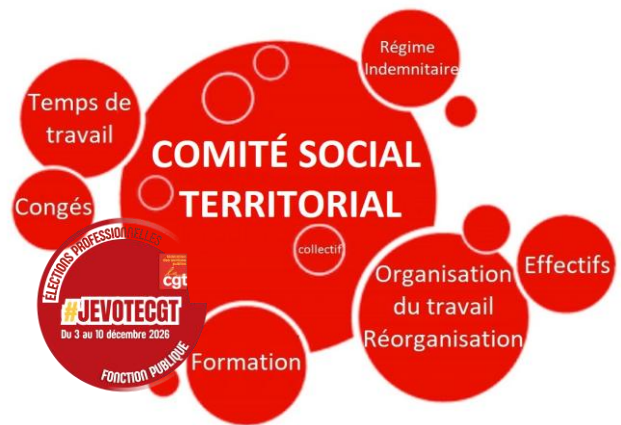 Régime
Indemnitaire
Temps de
travail
COMITÉ SOCIAL
TERRITORIAL
Congés
collectif
ÉLECTIONS PROFESSIONNELLES
cgt
#JEVOTECGT
Du 3 au 10 décembre 2026
FONCTION PUBLIQUE
Organisation
du travail
Réorganisation
Effectifs
Formation